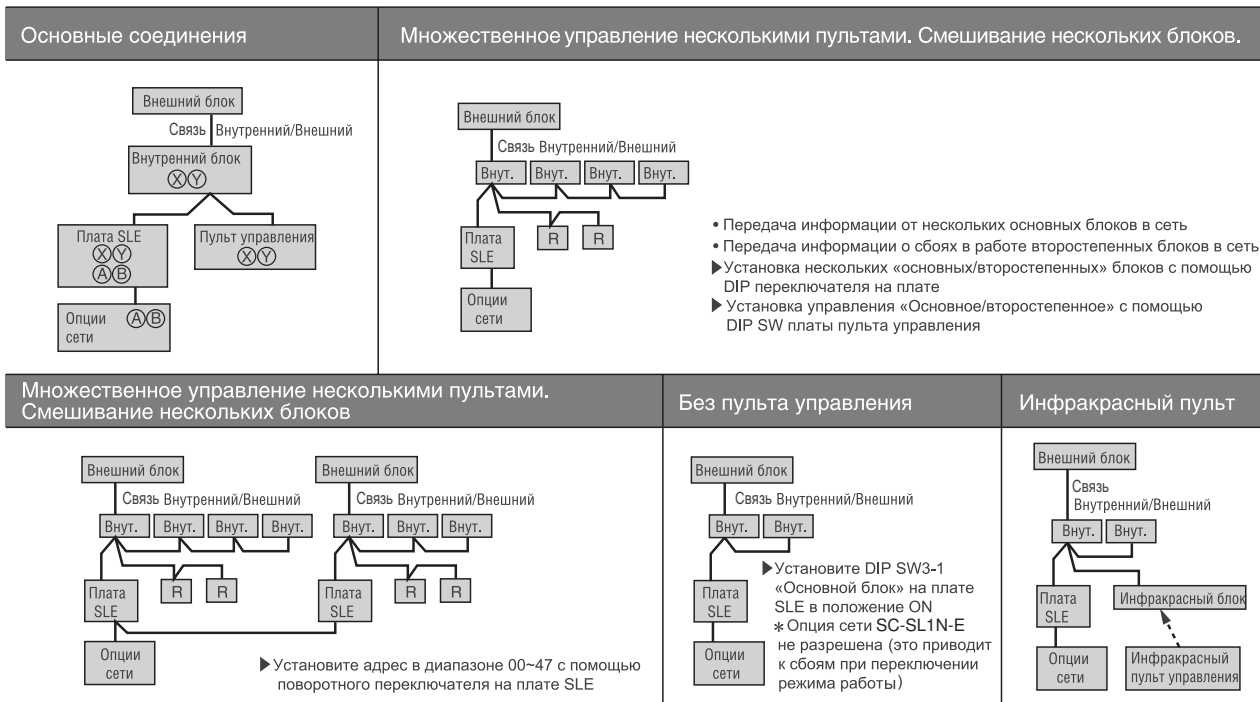 Основные соединения
Внешний блок
Связь Внутренний/Внешний
Внутренний блок
X Y
Плата SLE
X Y
A B
Пульт управления
X Y
Опции A B
сети
Множественное управление несколькими пультами. Смешивание нескольких блоков.
Внешний блок
Связь Внутренний/Внешний
Внут. Внут. Внут. Внут.
Плата
SLE
R R
Опции
сети
• Передача информации от нескольких основных блоков в сеть
• Передача информации о сбоях в работе второстепенных блоков в сеть
▶Установка нескольких «основных/второстепенных» блоков с помощью
DIP переключателя на плате
▶ Установка управления «Основное/второстепенное» с помощью
DIP SW платы пульта управления
Множественное управление несколькими пультами.
Смешивание нескольких блоков
Внешний блок
Связь Внутренний/Внешний
Внут. Внут. Внут. Внут.
Плата
SLE
R R
Опции
сети
Внешний блок
Связь Внутренний/Внешний
Внут. Внут. Внут.
Плата
SLE
R R
▶Установите адрес в диапазоне 00~47 с помощью
поворотного переключателя на плате SLE
Без пульта управления
Внешний блок
Связь Внутренний/Внешний
Внут. Внут.
Плата
SLE
Опции
сети
▶Установите DIP SW3-1
«Основной блок» на плате
SLE в положение ON
* Опция сети SC-SL1N-E
не разрешена (это приводит
к сбоям при переключении
режима работы)
Инфракрасный пульт
Внешний блок
Связь
Внутренний/Внешний
Внут. Внут.
Плата
SLE
Инфракрасный блок
Опции
сети
Инфракрасный
пульт управления